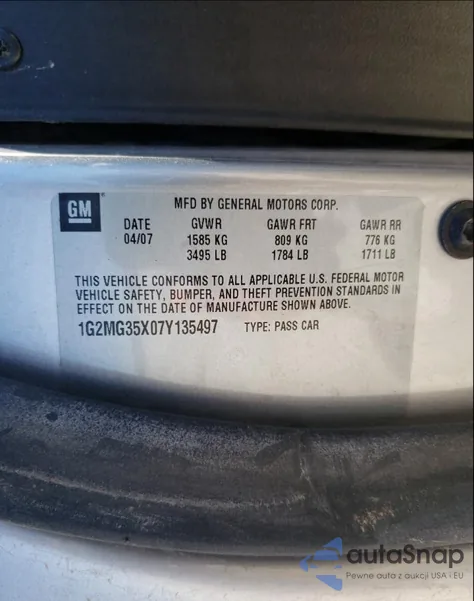 GM
MFD BY GENERAL MOTORS CORP.
DATE GVWR GAWR FRT GAWR RR
04/07 1585 KG 809 KG 776 KG
3495 LB 1784 LB 1711 LB
THIS VEHICLE CONFORMS TO ALL APPLICABLE U.S. FEDERAL MOTOR
VEHICLE SAFETY, BUMPER, AND THEFT PREVENTION STANDARDS IN
EFFECT ON THE DATE OF MANUFACTURE SHOWN ABOVE.
1G2MG35X07Y135497 TYPE: PASS CAR
autaSnap
Pewne auta z aukcji USA i EU